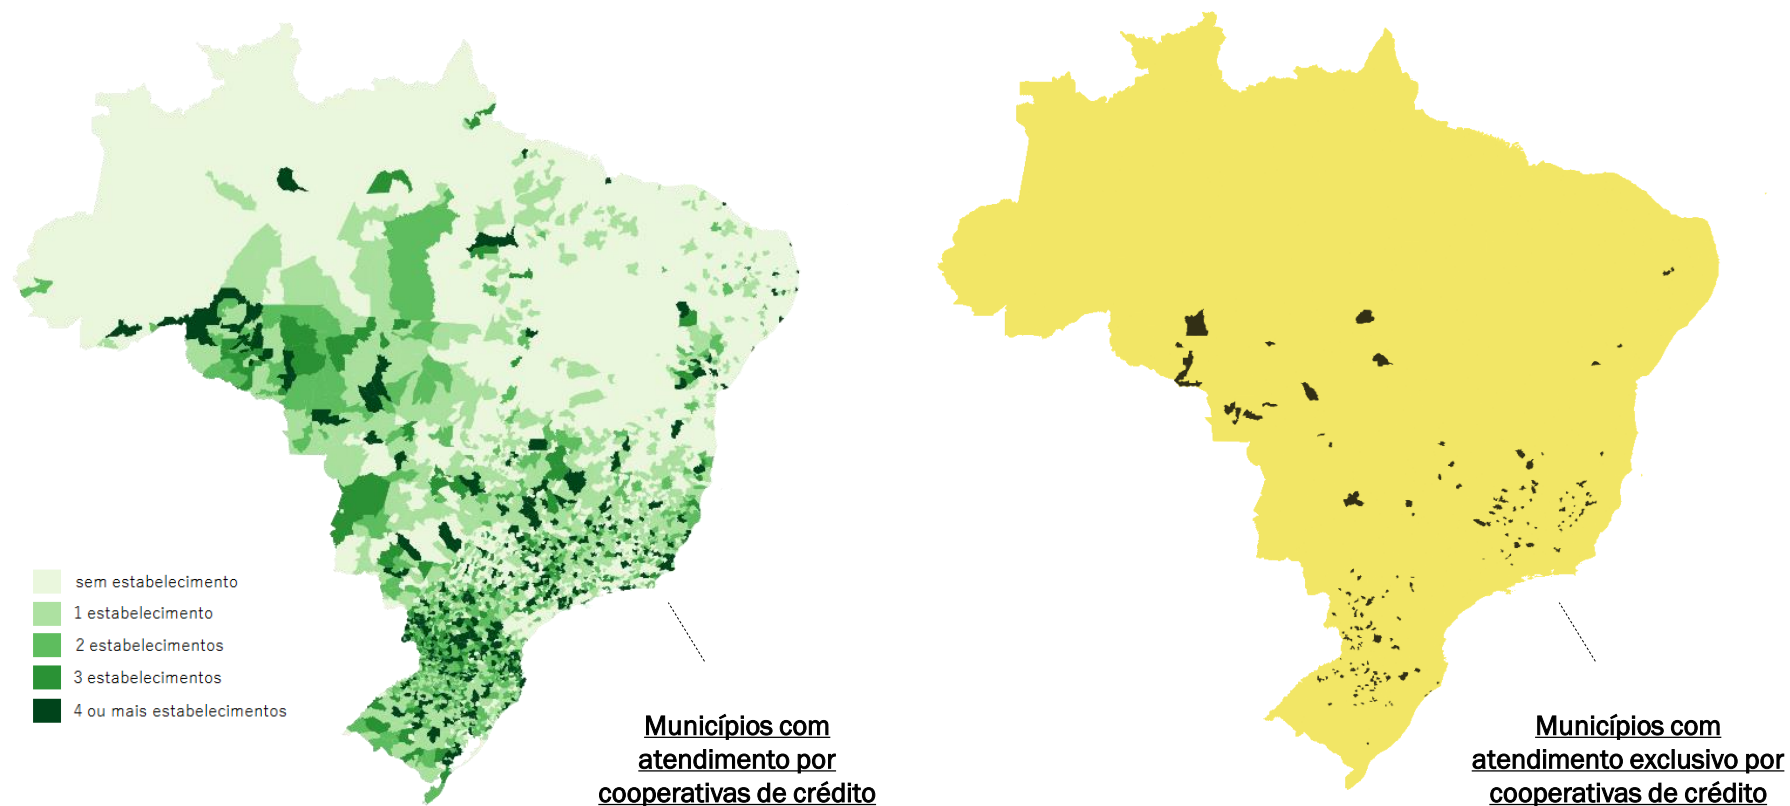 sem estabelecimento
1 estabelecimento
2 estabelecimentos
3 estabelecimentos
4 ou mais estabelecimentos
Municípios com
atendimento por
cooperativas de crédito
Municípios com
atendimento exclusivo por
cooperativas de crédito